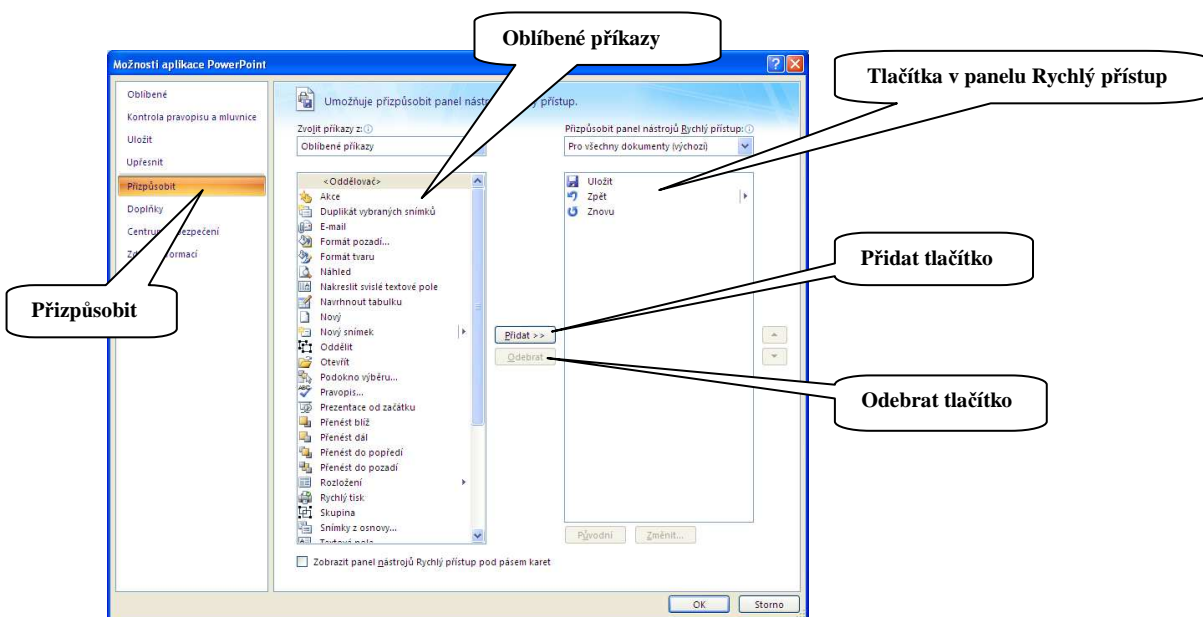 Oblíbené příkazy
Tlačítka v panelu Rychlý přístup
Možnosti aplikace PowerPoint
Oblíbené
Kontrola pravopisu a mluvnice
Uložit
Upřesnit
Přizpůsobit
Doplňky
Umožňuje přizpůsobit panel přístup.
Zvolit příkazy z:
Oblíbené příkazy
<Oddělovač>
Akce
Duplikát vybraných snímků
E-mail
Formát pozadí...
Formát tvaru
Náhled
Nakreslit svislé textové pole
Navrhnout tabulku
Nový
Nový snímek
Oddělit
Otevřít
Podokno výběru...
Pravopis...
Prezentace od začátku
Přenést blíž
Přenést dál
Přenést do popředí
Přenést do pozadí
Rozložení
Rychlý tisk
Skupina
Snímky z osnovy...
Přidat >>
Odebrat
Přizpůsobit panel nástrojů Rychlý přístup:
Pro všechny dokumenty (výchozí)
Uložit
Zpět
Znovu
Původní
Změnit...
Zobrazit panel nástrojů Rychlý přístup pod pásem karet
OK
Storno
Přizpůsobit
Přidat tlačítko
Odebrat tlačítko